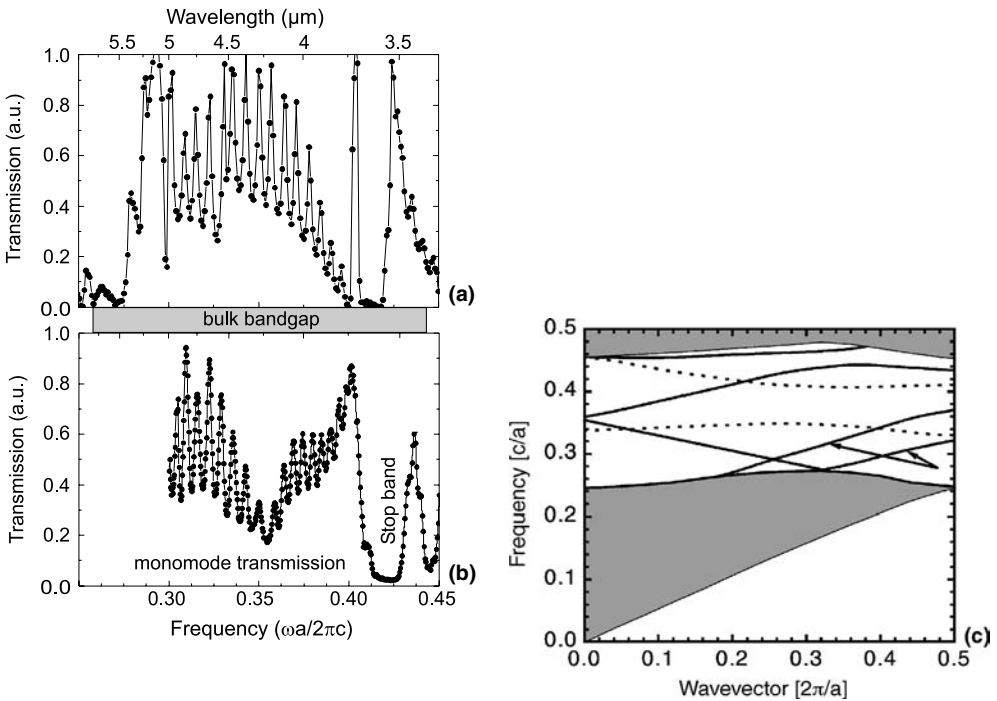 Wavelength (μm)
5.5 5 4.5 4 3.5
1.0
0.8
0.6
0.4
0.2
0.0
Transmission (a.u.)
(a)
bulk bandgap
1.0
0.8
0.6
0.4
0.2
0.0
Transmission (a.u.)
Stop band
monomode transmission
(b)
0.30 0.35 0.40 0.45
Frequency (ωa/2πc)
0.5
0.4
0.3
0.2
0.1
0.0
Frequency [c/a]
(c)
0.0 0.1 0.2 0.3 0.4 0.5
Wavevector [2π/a]